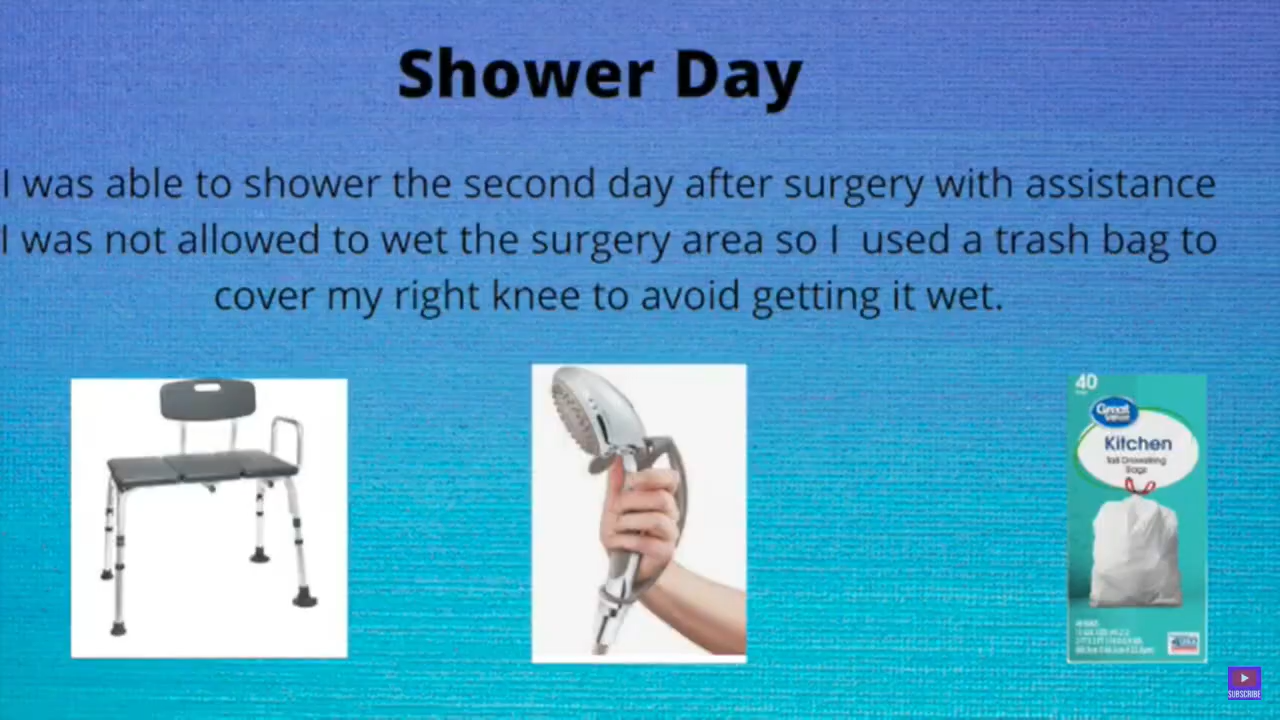 Shower Day
I was able to shower the second day after surgery with assistance
I was not allowed to wet the surgery area so I used a trash bag to
cover my right knee to avoid getting it wet.
40
Great
Value
Kitchen
Tall Drawstring
Bags
SUBSCRIBE